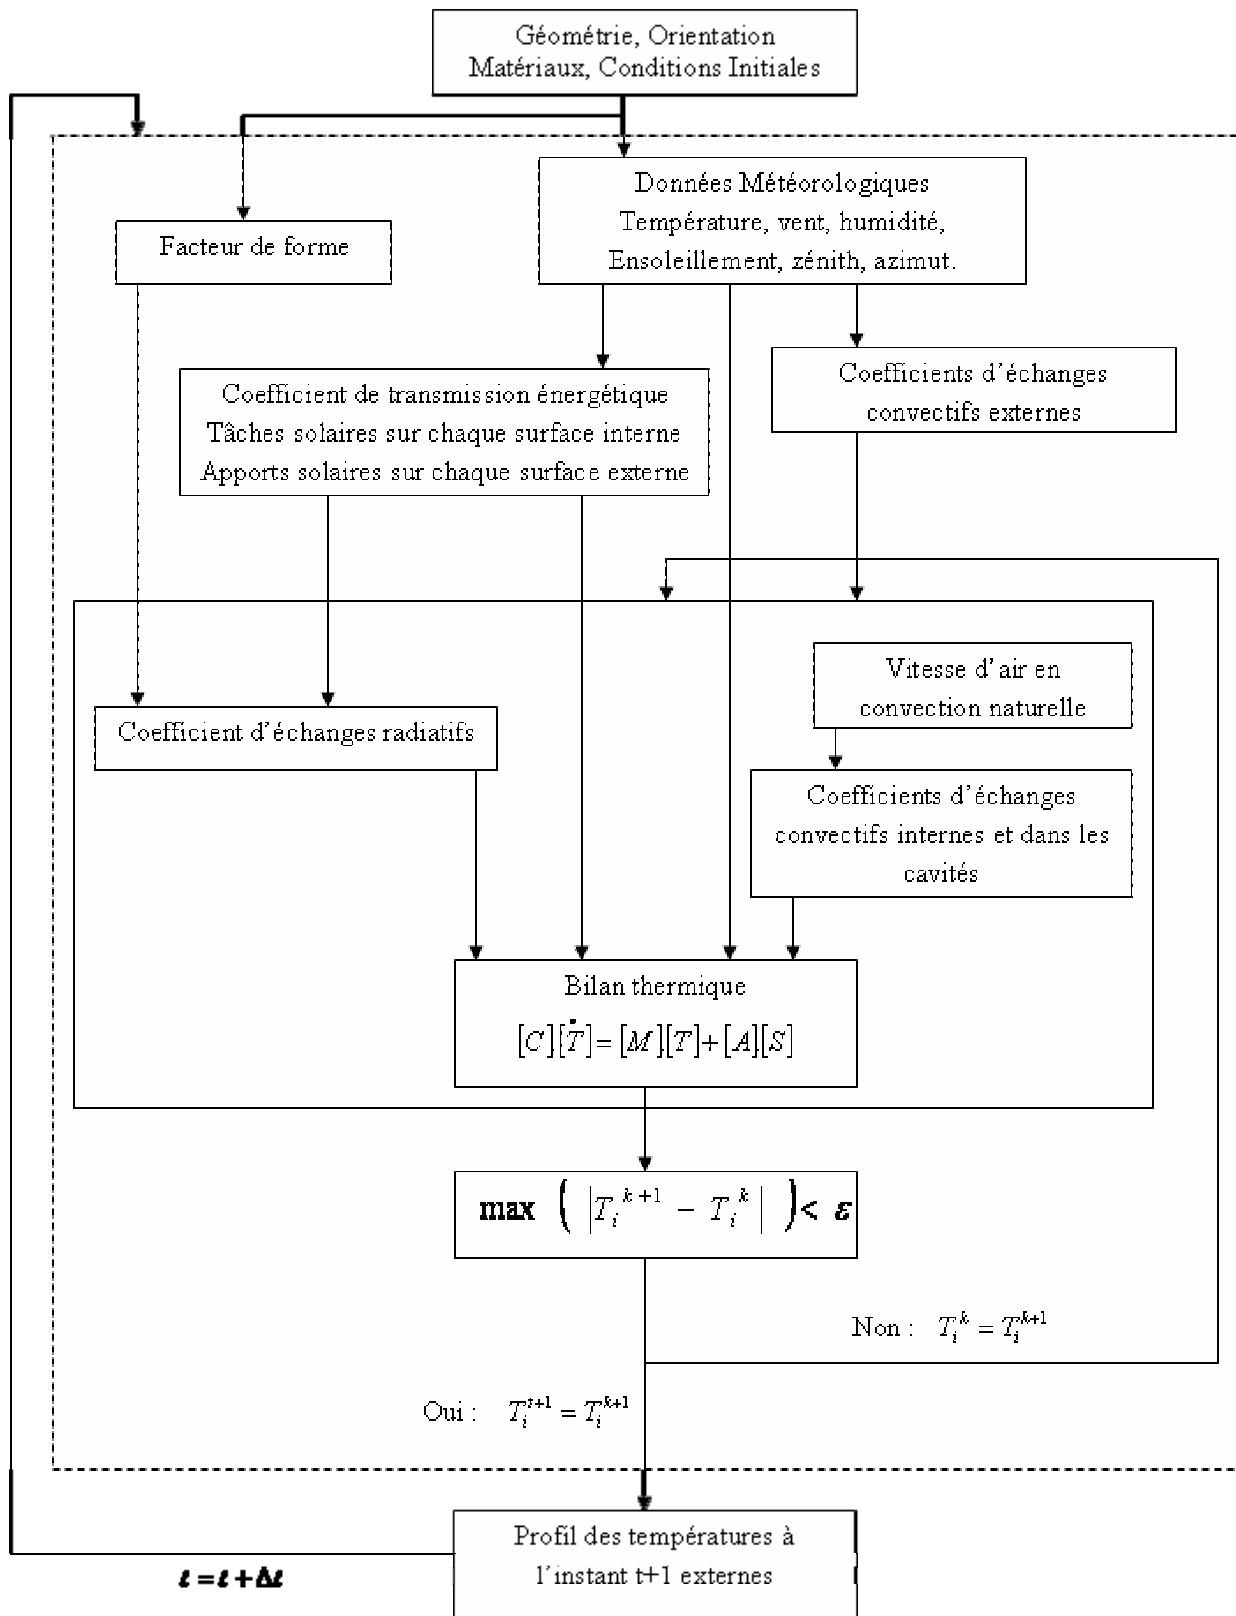 Géométrie, Orientation
Matériaux, Conditions Initiales
Données Météorologiques
Température, vent, humidité,
Ensoleillement, zénith, azimut.
Facteur de forme
Coefficient de transmission énergétique
Tâches solaires sur chaque surface interne
Apports solaires sur chaque surface externe
Coefficients d'échanges
convectifs externes
Vitesse d'air en
convection naturelle
Coefficient d'échanges radiatifs
Coefficients d'échanges
convectifs internes et dans les
cavités
Bilan thermique
[C].[Ṫ]=[M].[T]+[A].[S]
max ( |T_i^{k+1} − T_i^k| ) < ε
Non : T_i^k = T_i^{k+1}
Oui : T_i^{t+1} = T_i^{k+1}
Profil des températures à
l'instant t+1 externes
t = t + Δt